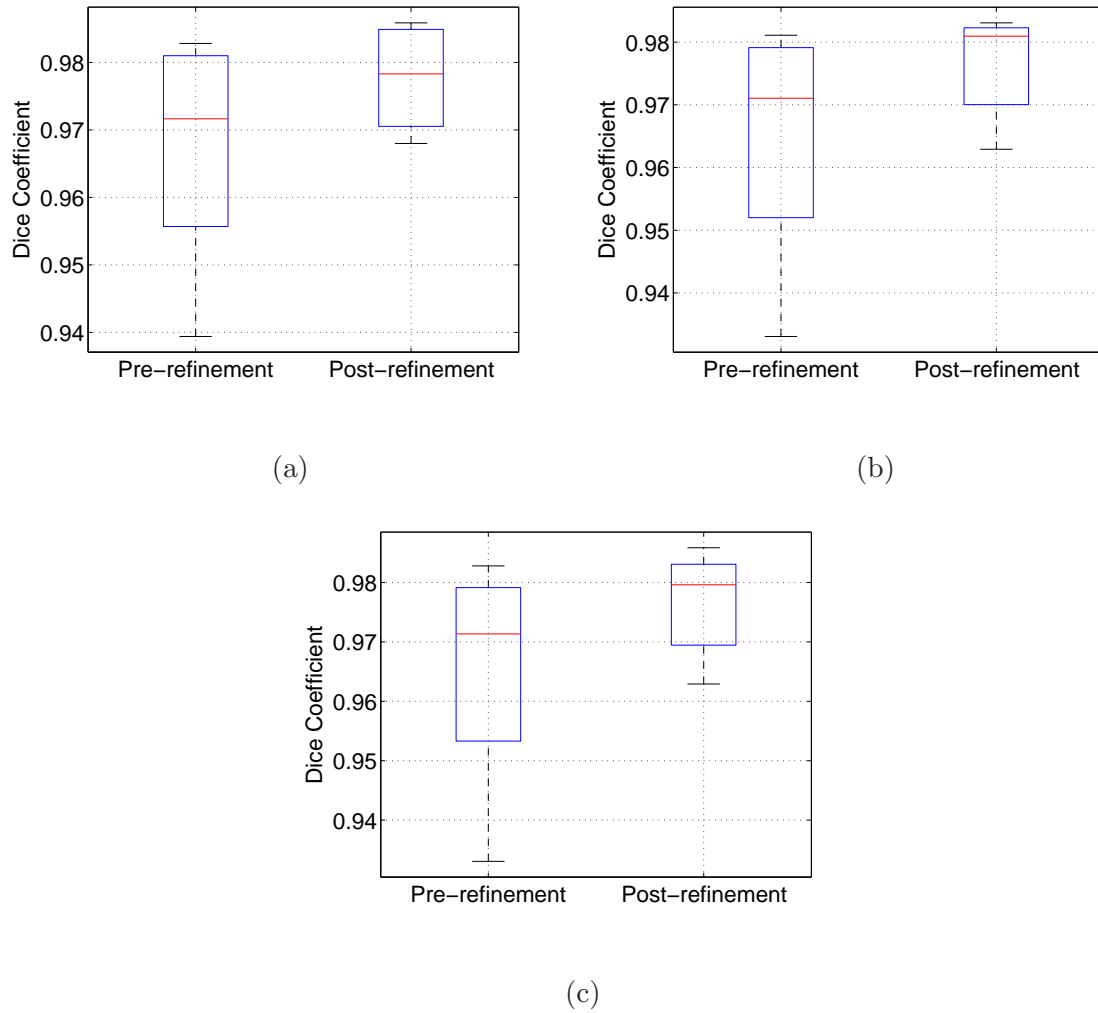 Dice Coefficient
0.98
0.97
0.96
0.95
0.94
Pre−refinement Post−refinement
(a)
Dice Coefficient
0.98
0.97
0.96
0.95
0.94
Pre−refinement Post−refinement
(b)
Dice Coefficient
0.98
0.97
0.96
0.95
0.94
Pre−refinement Post−refinement
(c)